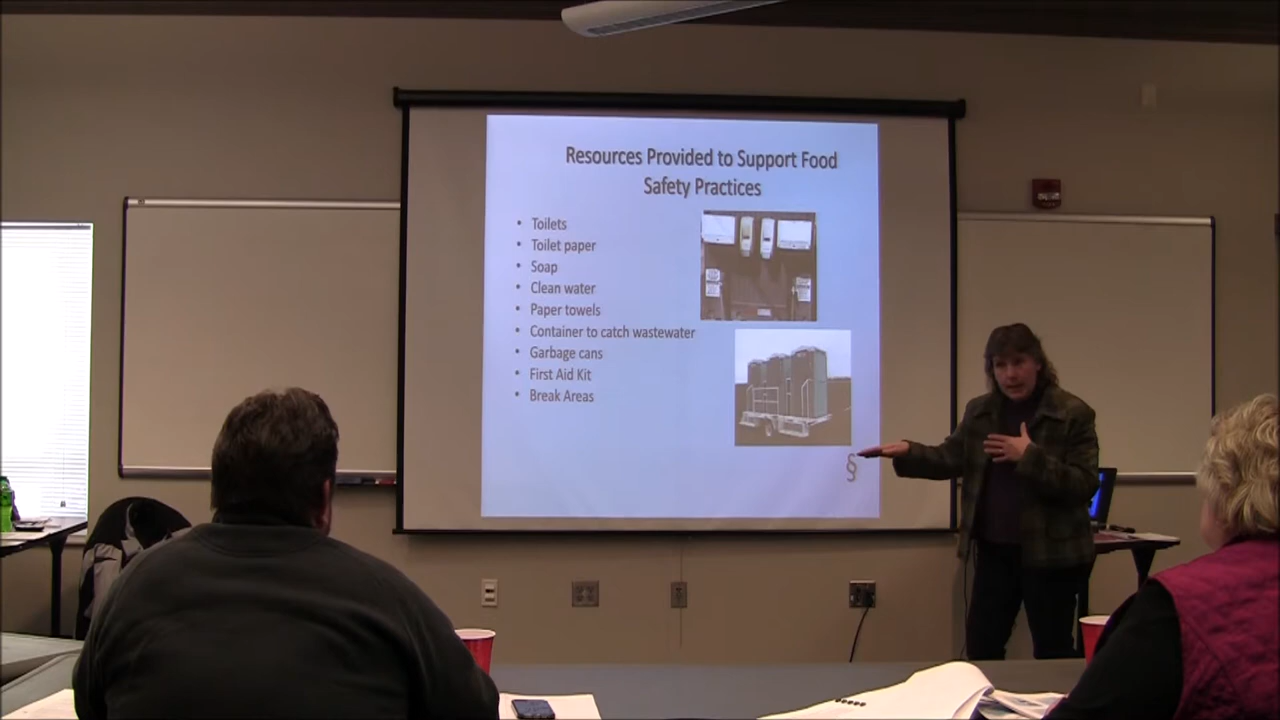 Resources Provided to Support Food
Safety Practices
• Toilets
• Toilet paper
• Soap
• Clean water
• Paper towels
• Container to catch wastewater
• Garbage cans
• First Aid Kit
• Break Areas
§